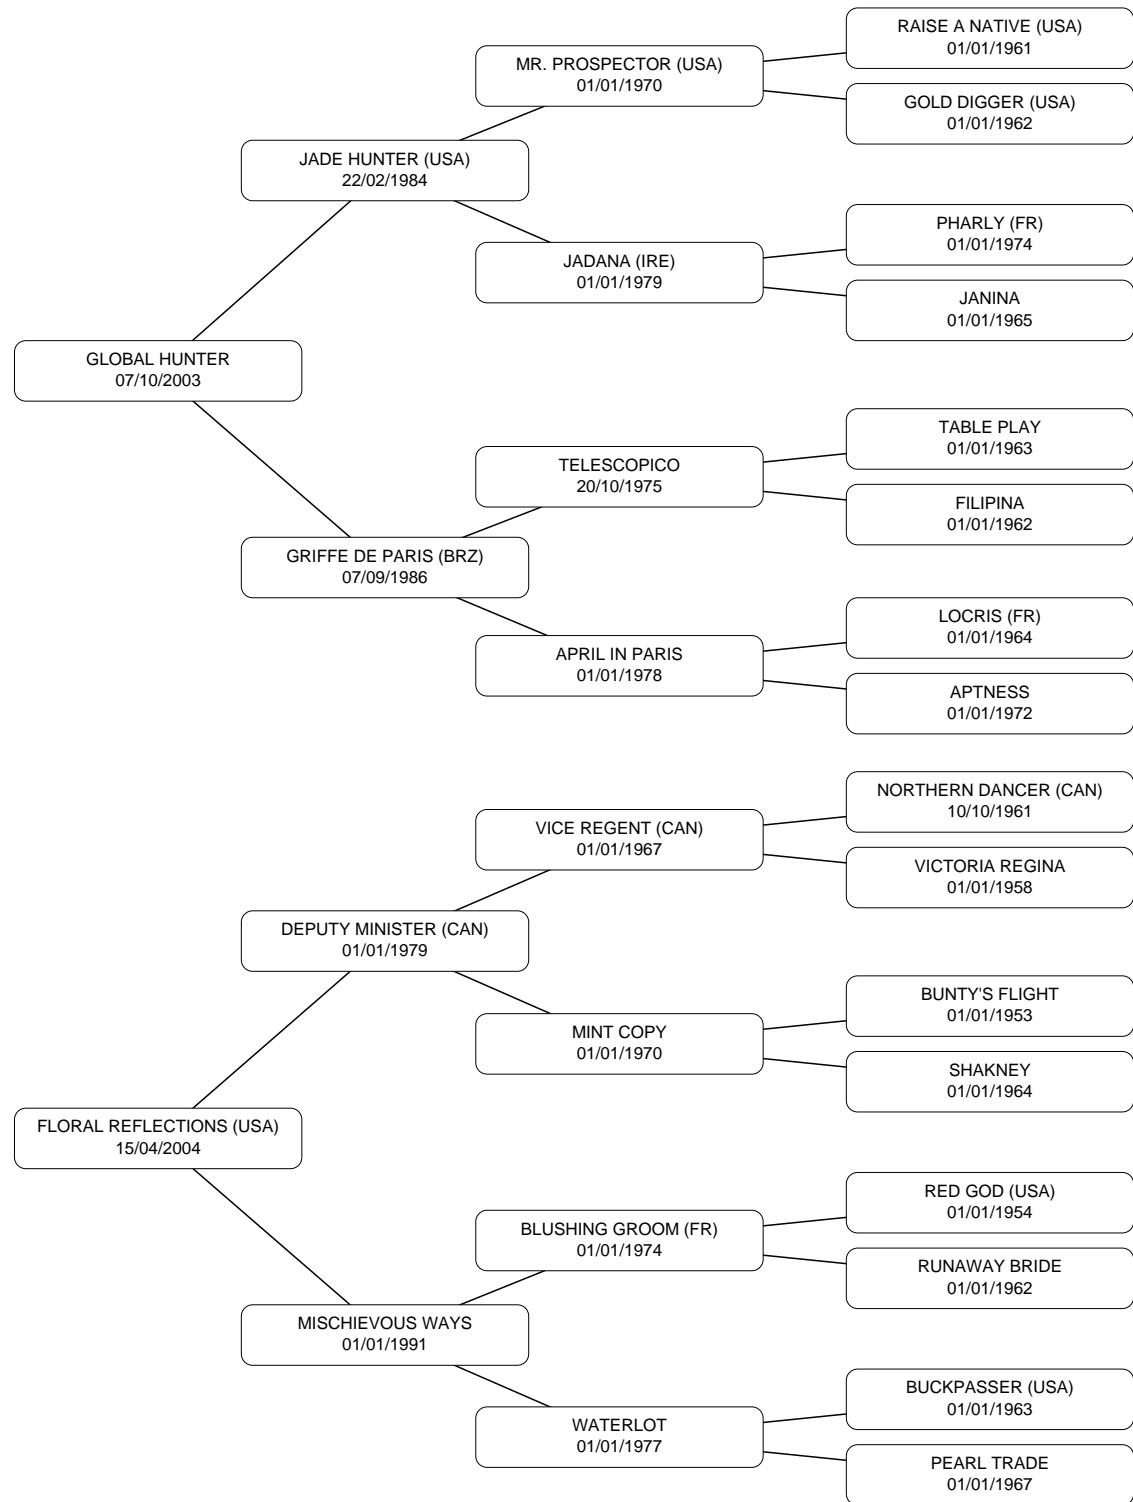 RAISE A NATIVE (USA)
01/01/1961
MR. PROSPECTOR (USA)
01/01/1970
GOLD DIGGER (USA)
01/01/1962
JADE HUNTER (USA)
22/02/1984
PHARLY (FR)
01/01/1974
JADANA (IRE)
01/01/1979
JANINA
01/01/1965
GLOBAL HUNTER
07/10/2003
TABLE PLAY
01/01/1963
TELESCOPICO
20/10/1975
FILIPINA
01/01/1962
GRIFFE DE PARIS (BRZ)
07/09/1986
LOCRIS (FR)
01/01/1964
APRIL IN PARIS
01/01/1978
APTNESS
01/01/1972
NORTHERN DANCER (CAN)
10/10/1961
VICE REGENT (CAN)
01/01/1967
VICTORIA REGINA
01/01/1958
DEPUTY MINISTER (CAN)
01/01/1979
BUNTY'S FLIGHT
01/01/1953
MINT COPY
01/01/1970
SHAKNEY
01/01/1964
FLORAL REFLECTIONS (USA)
15/04/2004
RED GOD (USA)
01/01/1954
BLUSHING GROOM (FR)
01/01/1974
RUNAWAY BRIDE
01/01/1962
MISCHIEVOUS WAYS
01/01/1991
BUCKPASSER (USA)
01/01/1963
WATERLOT
01/01/1977
PEARL TRADE
01/01/1967